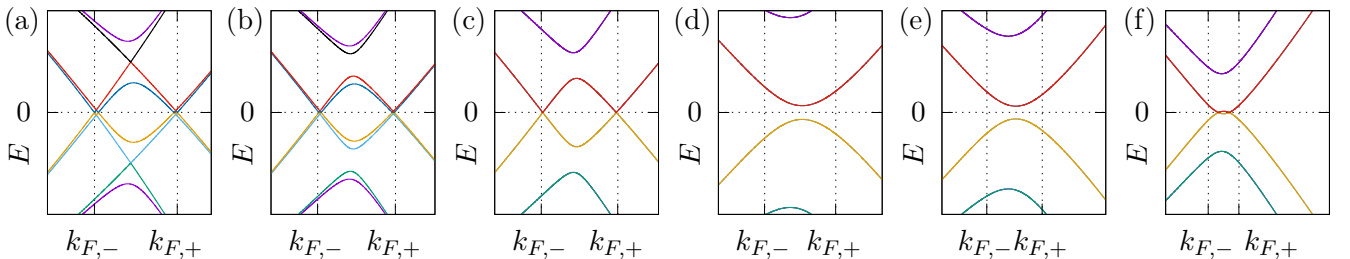 (a) (b) (c) (d) (e) (f)
0 0 0 0 0 0
E E E E E E
k_{F,-} k_{F,+} k_{F,-} k_{F,+} k_{F,-} k_{F,+} k_{F,-} k_{F,+} k_{F,-} k_{F,+} k_{F,-} k_{F,+}